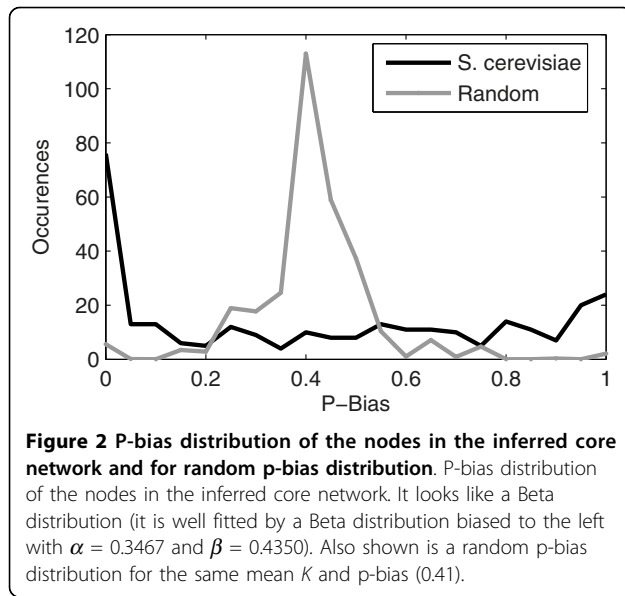 120
100
80
60
40
20
0
Occurences
S. cerevisiae
Random
0 0.2 0.4 0.6 0.8 1
P-Bias
Figure 2 P-bias distribution of the nodes in the inferred core
network and for random p-bias distribution. P-bias distribution
of the nodes in the inferred core network. It looks like a Beta
distribution (it is well fitted by a Beta distribution biased to the left
with α = 0.3467 and β = 0.4350). Also shown is a random p-bias
distribution for the same mean K and p-bias (0.41).